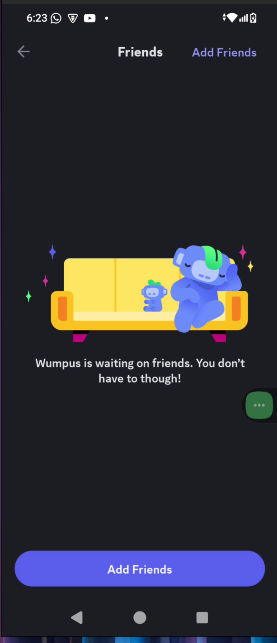 6:23
Friends
Add Friends
Wumpus is waiting on friends. You don't
have to though!
Add Friends